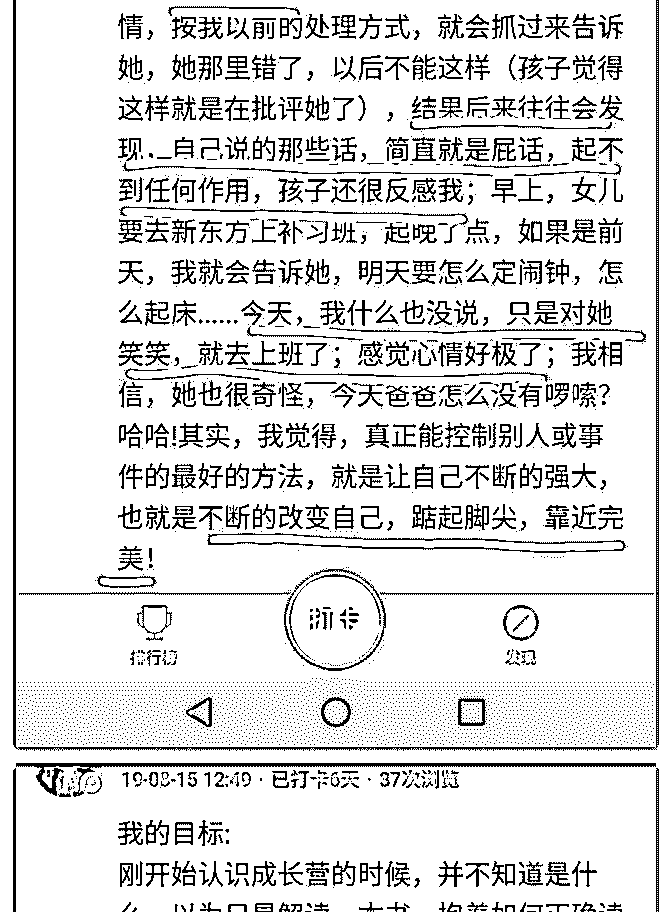 情，按我以前的处理方式，就会抓过来告诉
她，她那里错了，以后不能这样（孩子觉得
这样就是在批评她了），结果后来往往会发
现，自己说的那些话，简直就是屁话，起不
到任何作用，孩子还很反感我；早上，女儿
要去新东方上补习班，起晚了点，如果是前
天，我就会告诉她，明天要怎么定闹钟，怎
么起床......今天，我什么也没说，只是对她
笑笑，就去上班了；感觉心情好极了；我相
信，她也很奇怪，今天爸爸怎么没有啰嗦？
哈哈!其实，我觉得，真正能控制别人或事
件的最好的方法，就是让自己不断的强大，
也就是不断的改变自己，踮起脚尖，靠近完
美!
排行榜
发现
19-08-15 12:49 · 已打卡6天 · 37次浏览
我的目标:
刚开始认识成长营的时候，并不知道是什